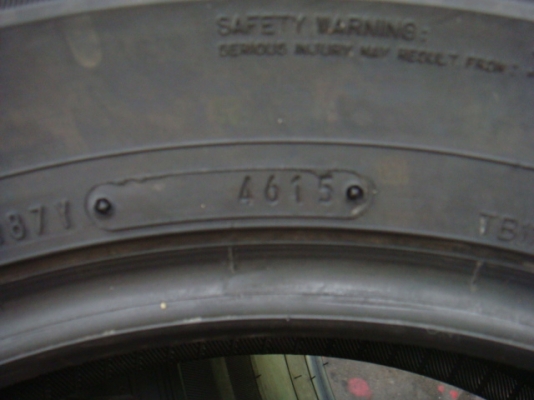 SAFETY WARNING:
SERIOUS INJURY MAY RESULT FROM:
4615